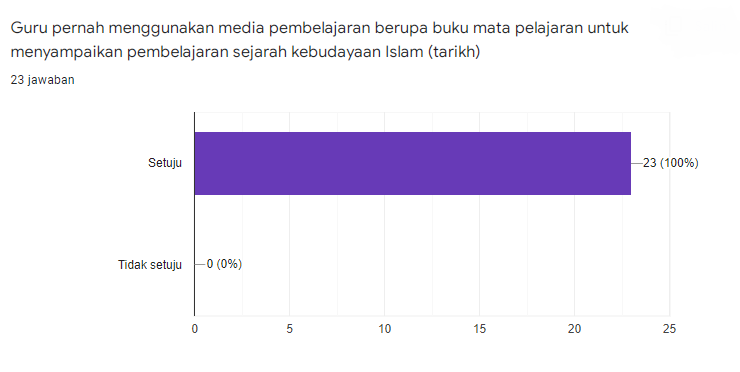 Guru pernah menggunakan media pembelajaran berupa buku mata pelajaran untuk
menyampaikan pembelajaran sejarah kebudayaan Islam (tarikh)
23 jawaban
Setuju
23 (100%)
Tidak setuju
0 (0%)
0 5 10 15 20 25